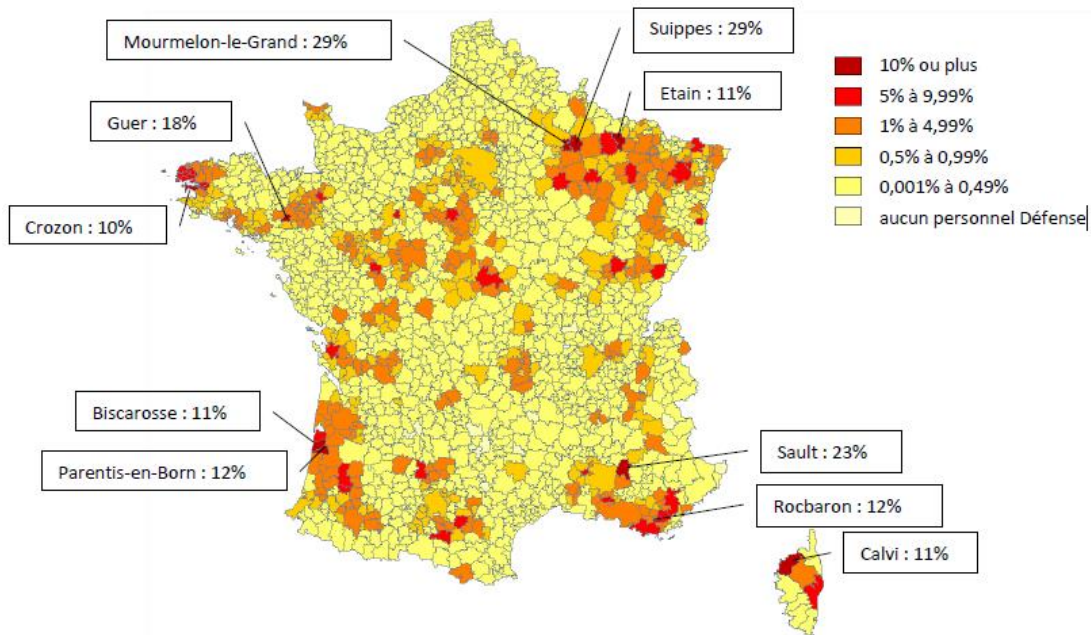 Mourmelon-le-Grand : 29%
Suippes : 29%
Etain : 11%
Guer : 18%
Crozon : 10%
10% ou plus
5% à 9,99%
1% à 4,99%
0,5% à 0,99%
0,001% à 0,49%
aucun personnel Défense
Biscarosse : 11%
Parentis-en-Born : 12%
Sault : 23%
Rocbaron : 12%
Calvi : 11%